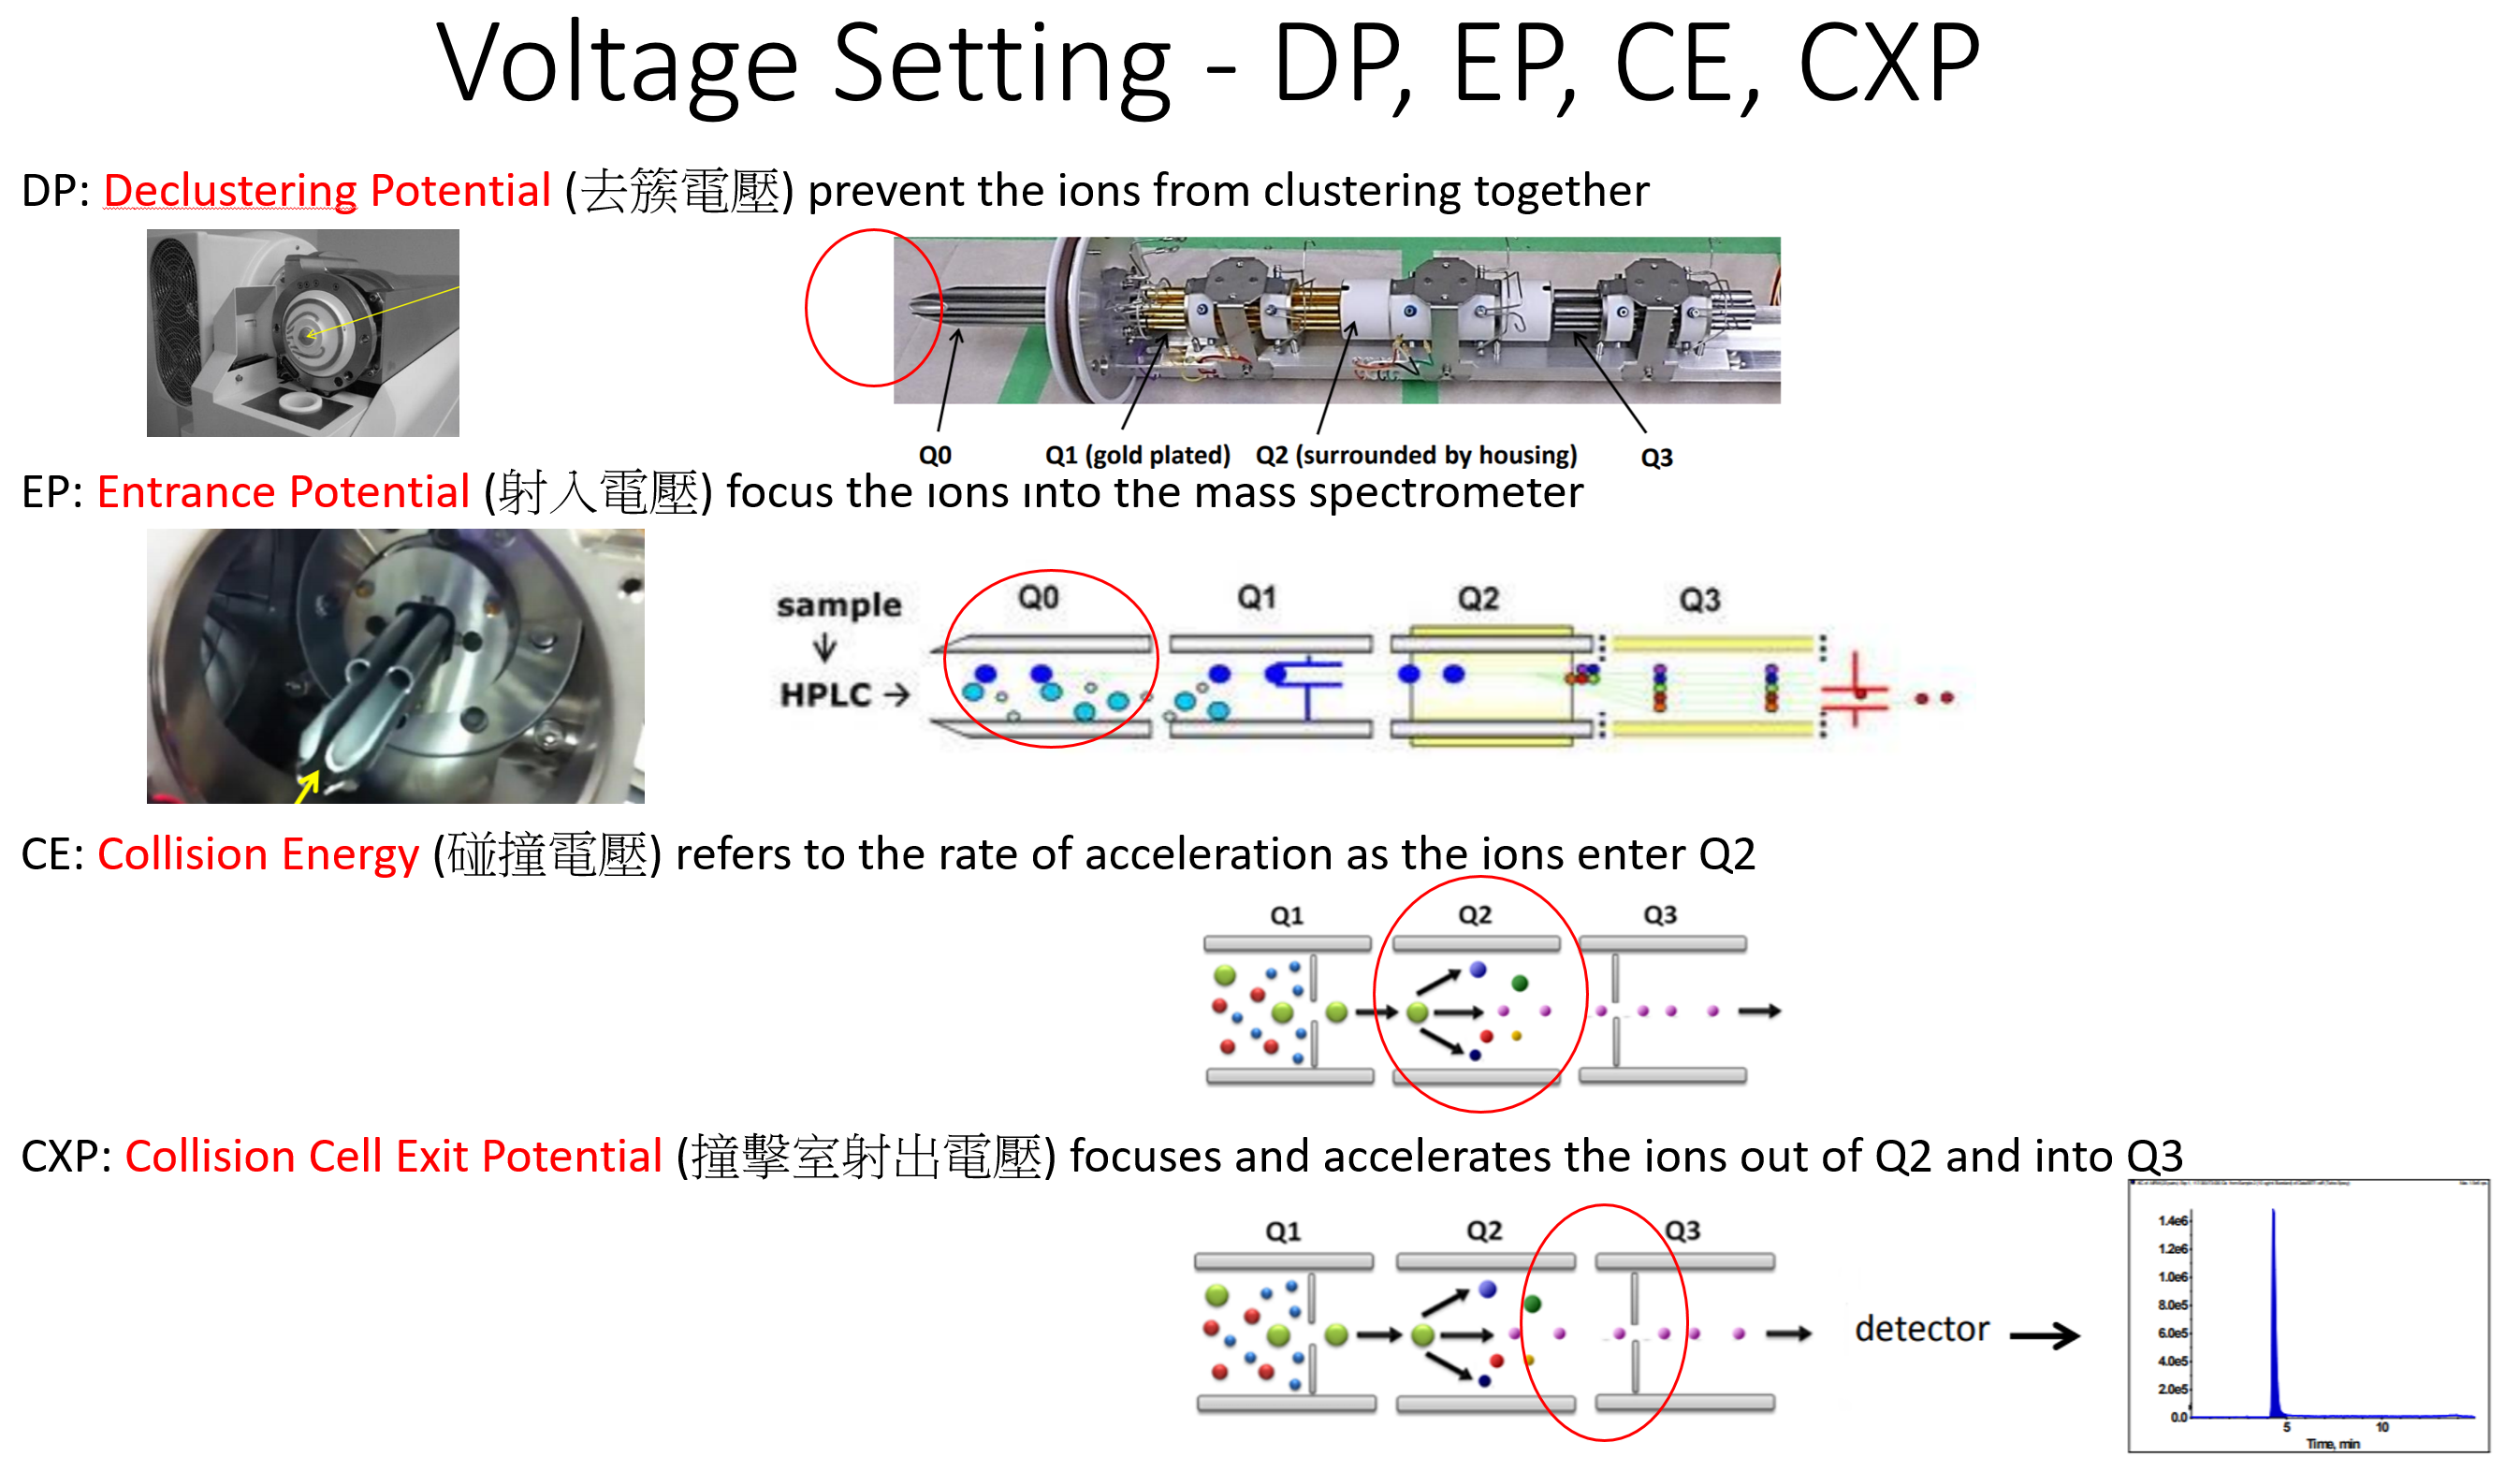 Voltage Setting - DP, EP, CE, CXP
DP: Declustering Potential (去簇電壓) prevent the ions from clustering together
Q0
Q1 (gold plated)
Q2 (surrounded by housing)
Q3
EP: Entrance Potential (射入電壓) focus the ions into the mass spectrometer
sample
↓
HPLC →
Q0
Q1
Q2
Q3
CE: Collision Energy (碰撞電壓) refers to the rate of acceleration as the ions enter Q2
Q1
Q2
Q3
CXP: Collision Cell Exit Potential (撞擊室射出電壓) focuses and accelerates the ions out of Q2 and into Q3
Q1
Q2
Q3
detector
1.4e6
1.2e6
1.0e6
8.0e5
6.0e5
4.0e5
2.0e5
0.0
5
10
Time, min